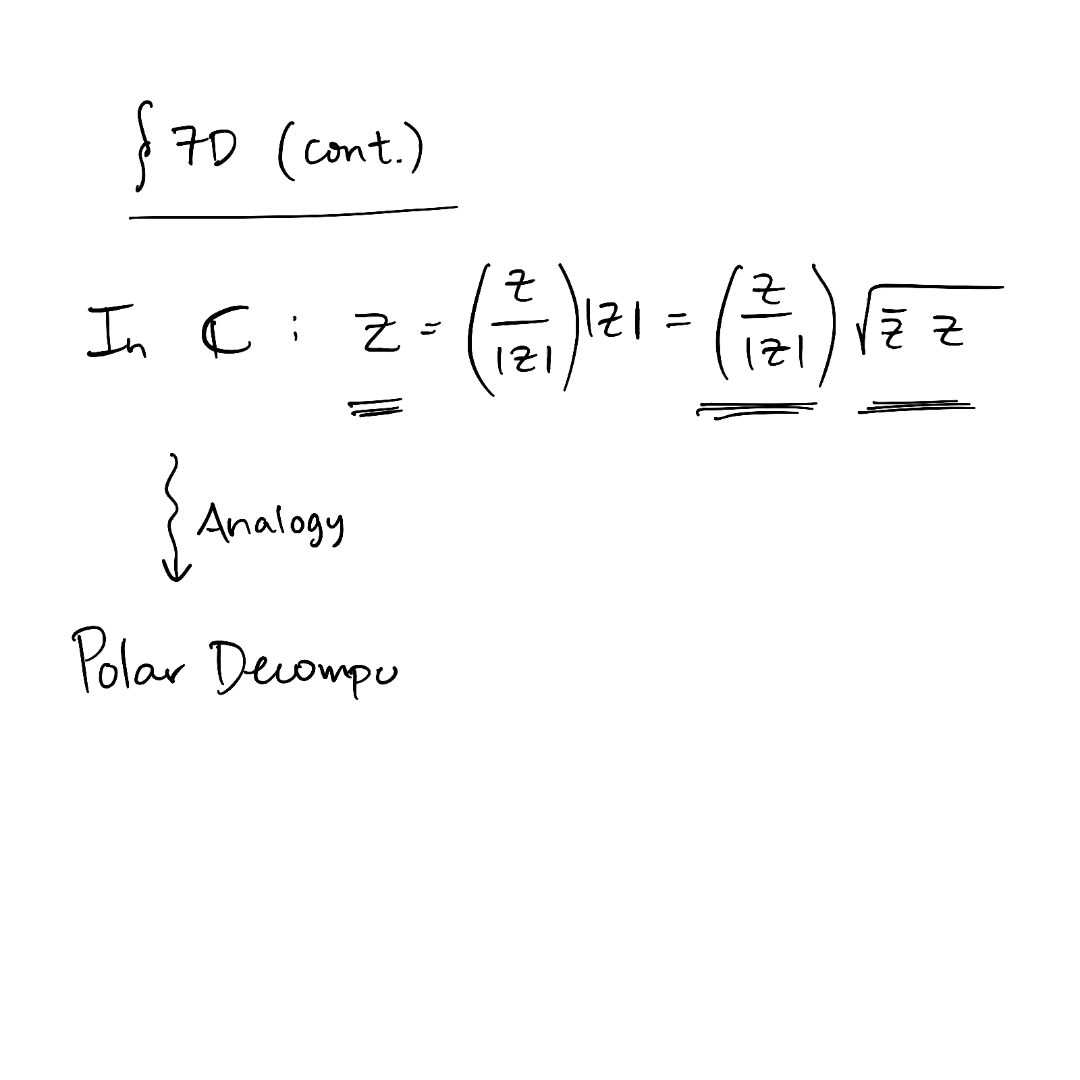 § 7D (cont.)
In ℂ : z = (z/|z|)|z| = (z/|z|) √(z̄ z)
Analogy
Polar Decompo